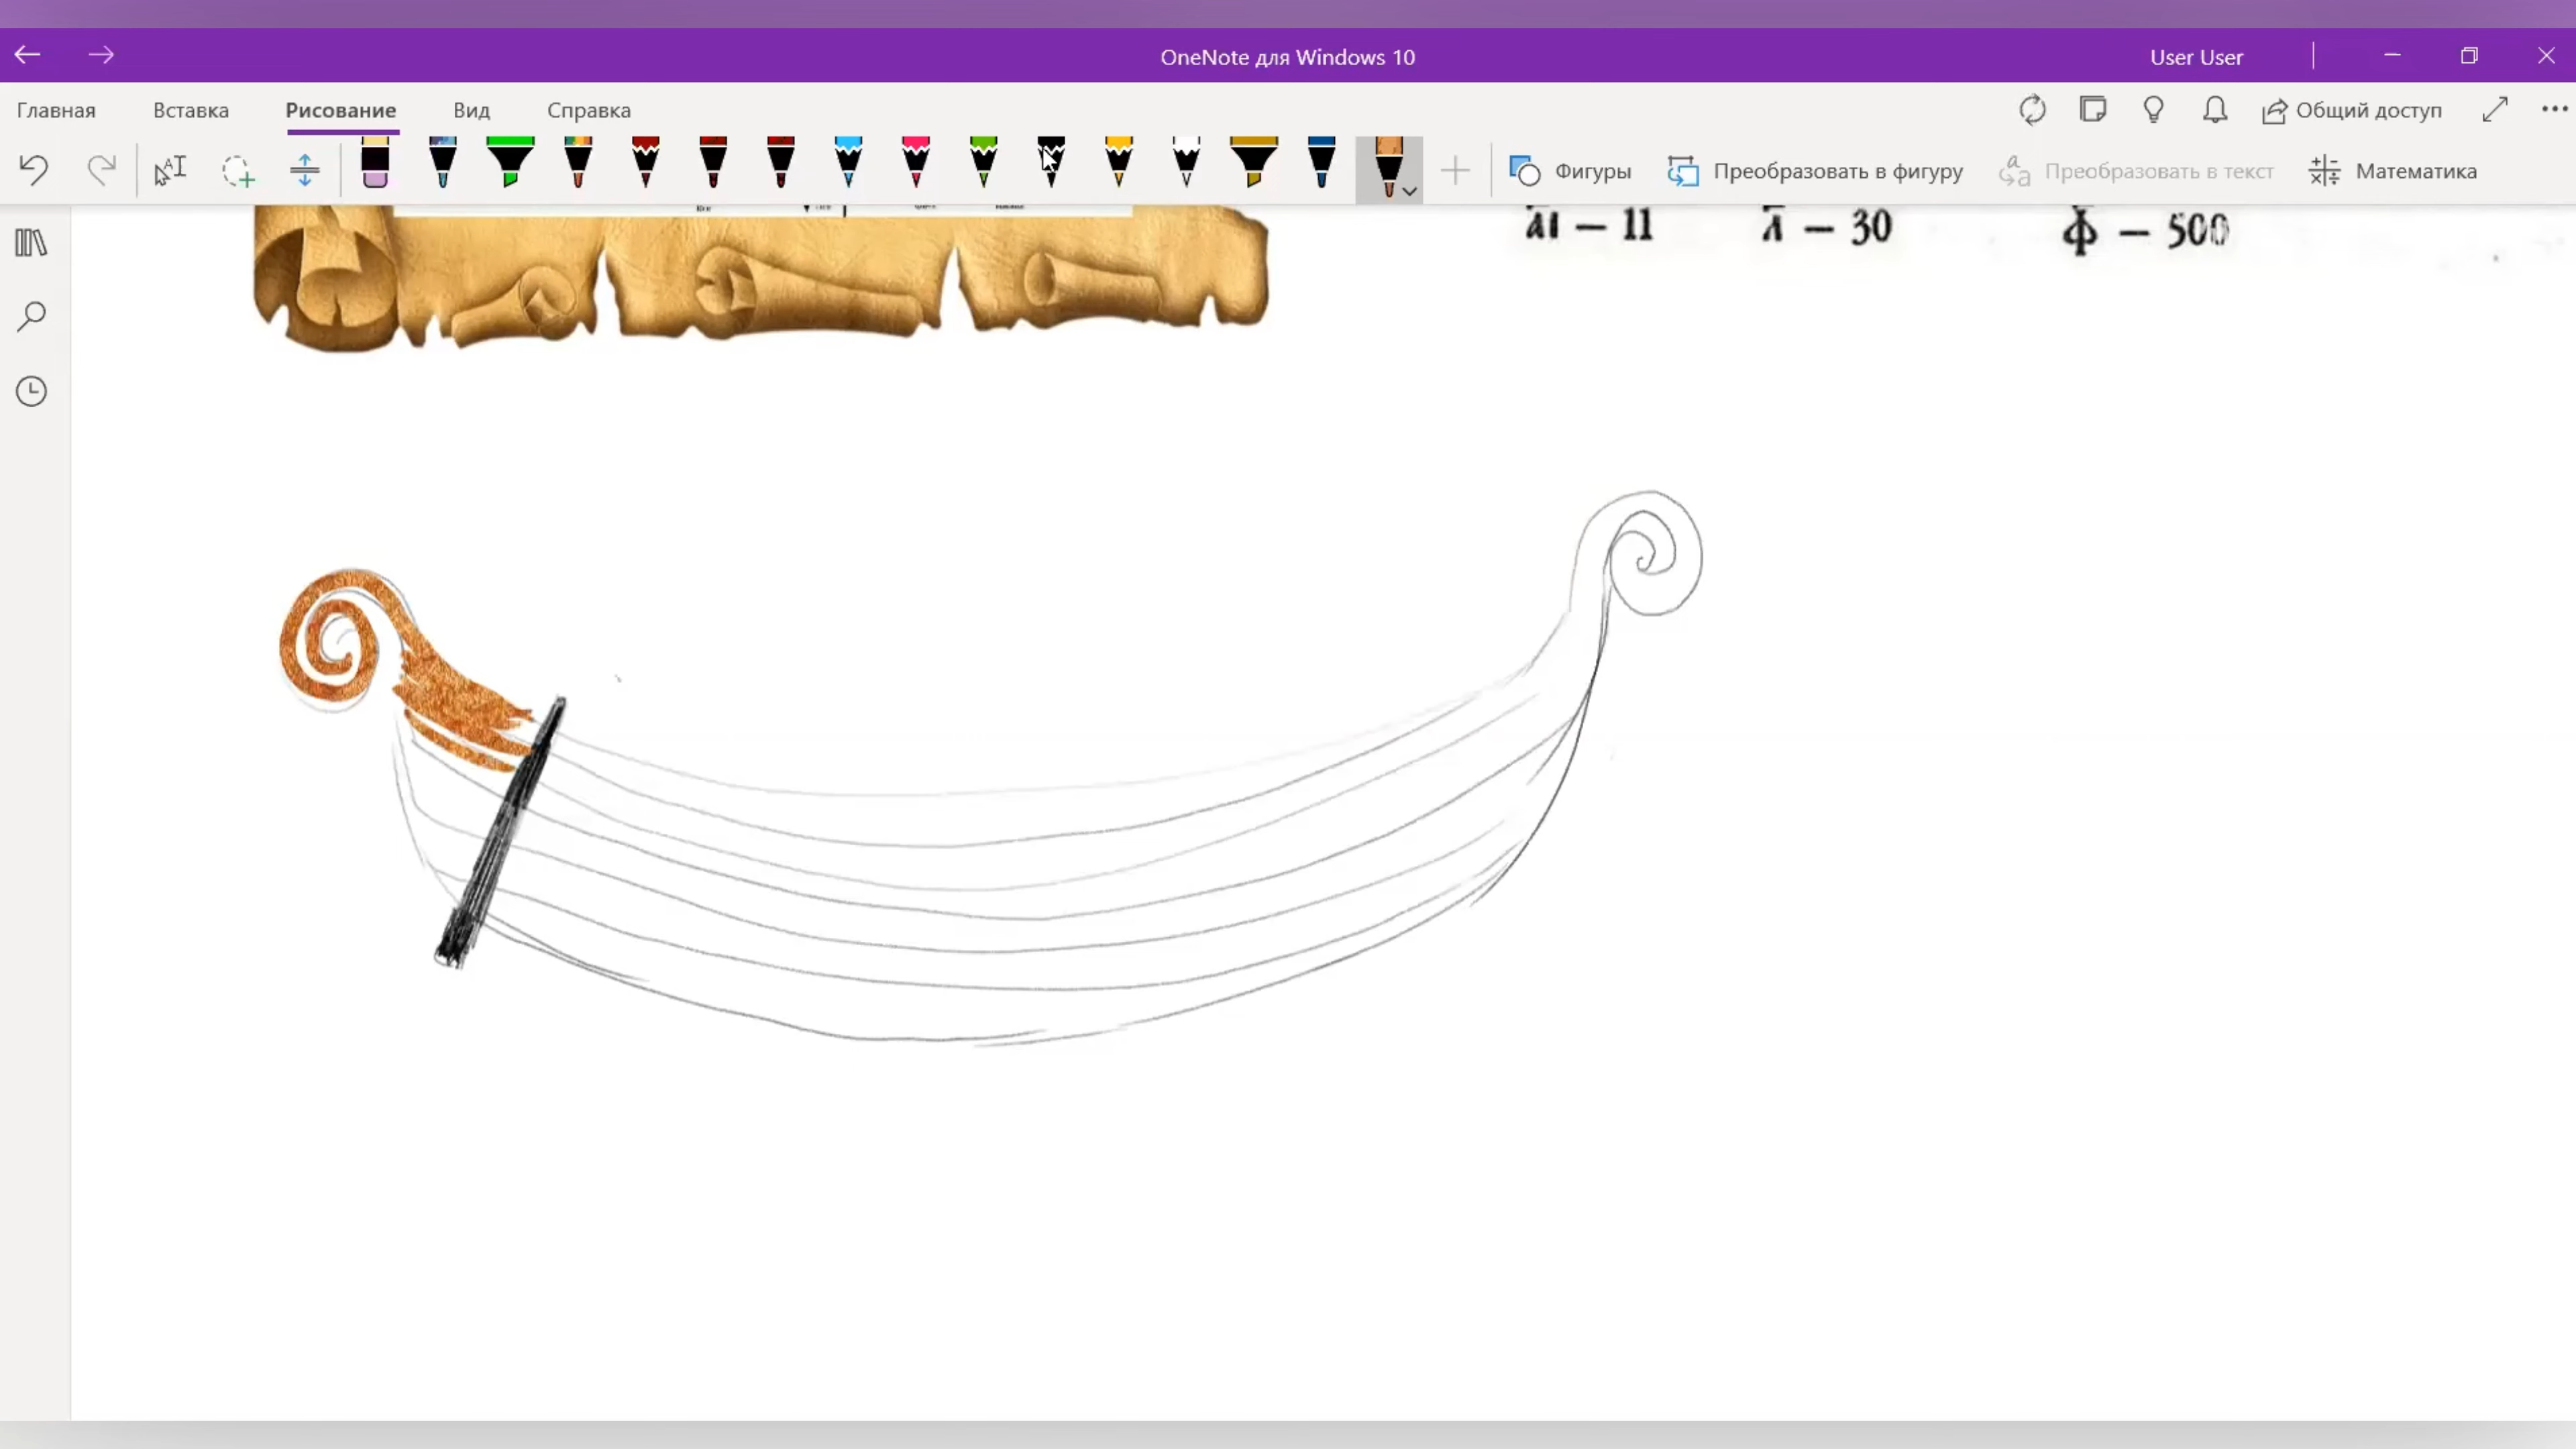 OneNote для Windows 10
User User
Главная Вставка Рисование Вид Справка
Общий доступ
Фигуры Преобразовать в фигуру Преобразовать в текст Математика
аі – 11 л – 30 ф – 500